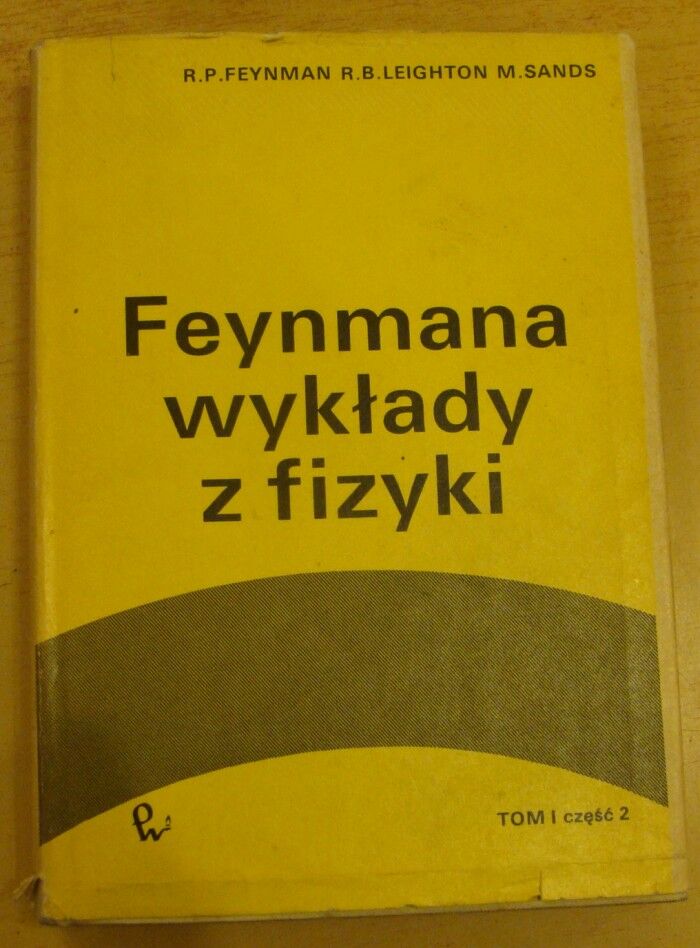 R.P.FEYNMAN R.B.LEIGHTON M.SANDS
Feynmana
wykłady
z fizyki
TOM I część 2